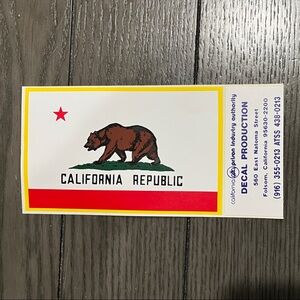 CALIFORNIA REPUBLIC
california prison industry authority
DECAL PRODUCTION
560 East Natoma Street
Folsom, California 95630-2200
(916) 355-0213 ATSS 438-0213